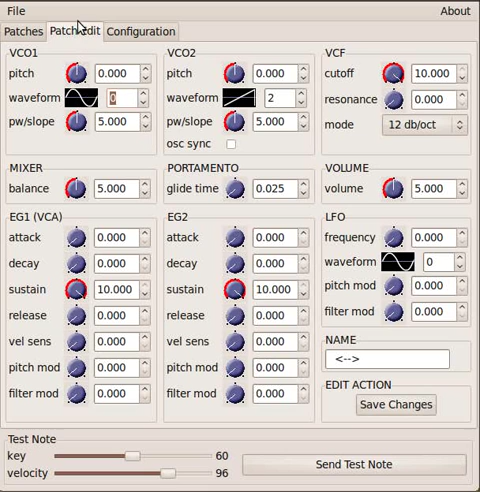 File About
Patches Patch edit Configuration
VCO1 VCO2 VCF
pitch 0.000 pitch 0.000 cutoff 10.000
waveform 0 waveform 2 resonance 0.000
pw/slope 5.000 pw/slope 5.000 mode 12 db/oct
osc sync
MIXER PORTAMENTO VOLUME
balance 5.000 glide time 0.025 volume 5.000
EG1 (VCA) EG2 LFO
attack 0.000 attack 0.000 frequency 0.000
decay 0.000 decay 0.000 waveform 0
sustain 10.000 sustain 10.000 pitch mod 0.000
release 0.000 release 0.000 filter mod 0.000
vel sens 0.000 vel sens 0.000 NAME
pitch mod 0.000 pitch mod 0.000 <-->
filter mod 0.000 filter mod 0.000 EDIT ACTION
Save Changes
Test Note
key 60
velocity 96 Send Test Note